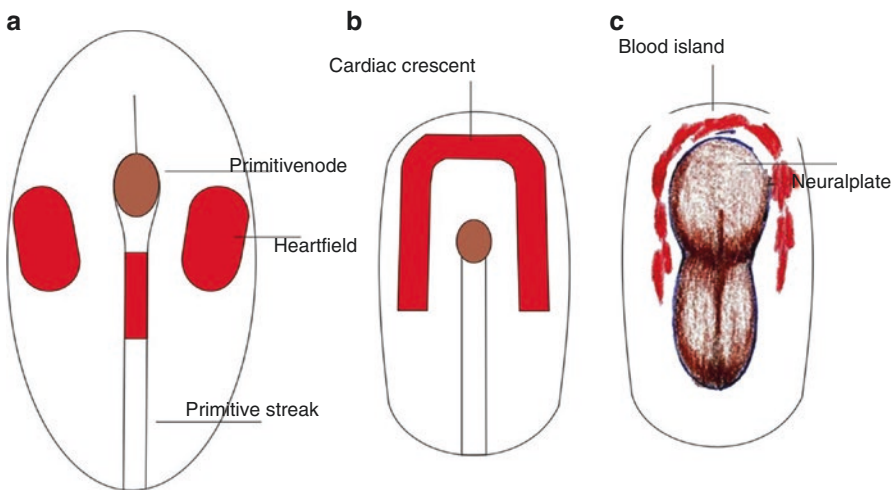 a
Primitivenode
Heartfield
Primitive streak
b
Cardiac crescent
c
Blood island
Neuralplate